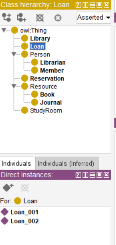 Class hierarchy: Loan
Asserted
owl:Thing
Library
Loan
Person
Librarian
Member
Reservation
Resource
Book
Journal
StudyRoom
Individuals Individuals (Inferred)
Direct instances:
For: Loan
Loan_001
Loan_002